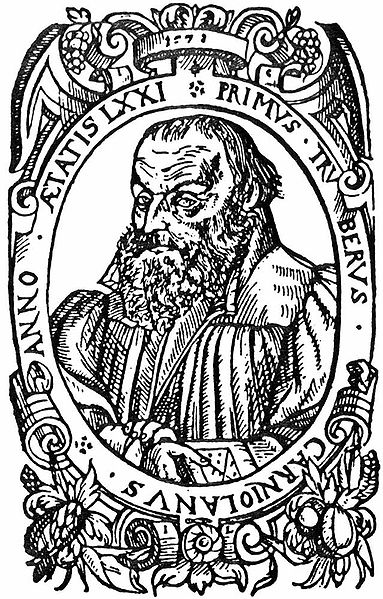 1578
PRIMVS · TRVBERVS · CARNIOLANVS · ANNO · ÆTATIS LXXI